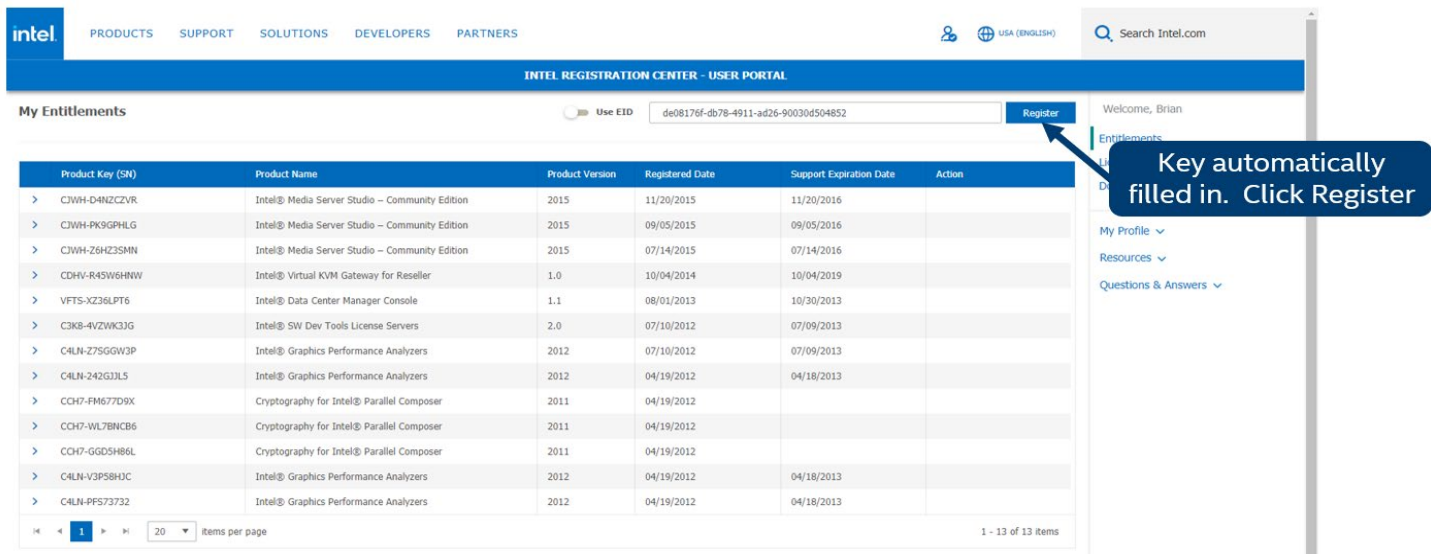 intel.
PRODUCTS SUPPORT SOLUTIONS DEVELOPERS PARTNERS USA (ENGLISH) Search Intel.com
INTEL REGISTRATION CENTER - USER PORTAL
My Entitlements Use EID de08176f-db78-4911-ad26-90030d504852 Register
Welcome, Brian
Entitlements
Key automatically
filled in. Click Register
My Profile
Resources
Questions & Answers
Product Key (SN) Product Name Product Version Registered Date Support Expiration Date Action
CJWH-D4NZCZVR Intel® Media Server Studio – Community Edition 2015 11/20/2015 11/20/2016
CJWH-PK9GPHLG Intel® Media Server Studio – Community Edition 2015 09/05/2015 09/05/2016
CJWH-Z6HZ3SMN Intel® Media Server Studio – Community Edition 2015 07/14/2015 07/14/2016
CDHV-R45W6HNW Intel® Virtual KVM Gateway for Reseller 1.0 10/04/2014 10/04/2019
VFTS-XZ36LPT6 Intel® Data Center Manager Console 1.1 08/01/2013 10/30/2013
C3K8-4VZWK3JG Intel® SW Dev Tools License Servers 2.0 07/10/2012 07/09/2013
C4LN-Z7SGGW3P Intel® Graphics Performance Analyzers 2012 07/10/2012 07/09/2013
C4LN-242GJJL5 Intel® Graphics Performance Analyzers 2012 04/19/2012 04/18/2013
CCH7-FM677D9X Cryptography for Intel® Parallel Composer 2011 04/19/2012
CCH7-WL7BNCB6 Cryptography for Intel® Parallel Composer 2011 04/19/2012
CCH7-GGD5H86L Cryptography for Intel® Parallel Composer 2011 04/19/2012
C4LN-V3P58HJC Intel® Graphics Performance Analyzers 2012 04/19/2012 04/18/2013
C4LN-PFS73732 Intel® Graphics Performance Analyzers 2012 04/19/2012 04/18/2013
1 20 items per page 1 - 13 of 13 items